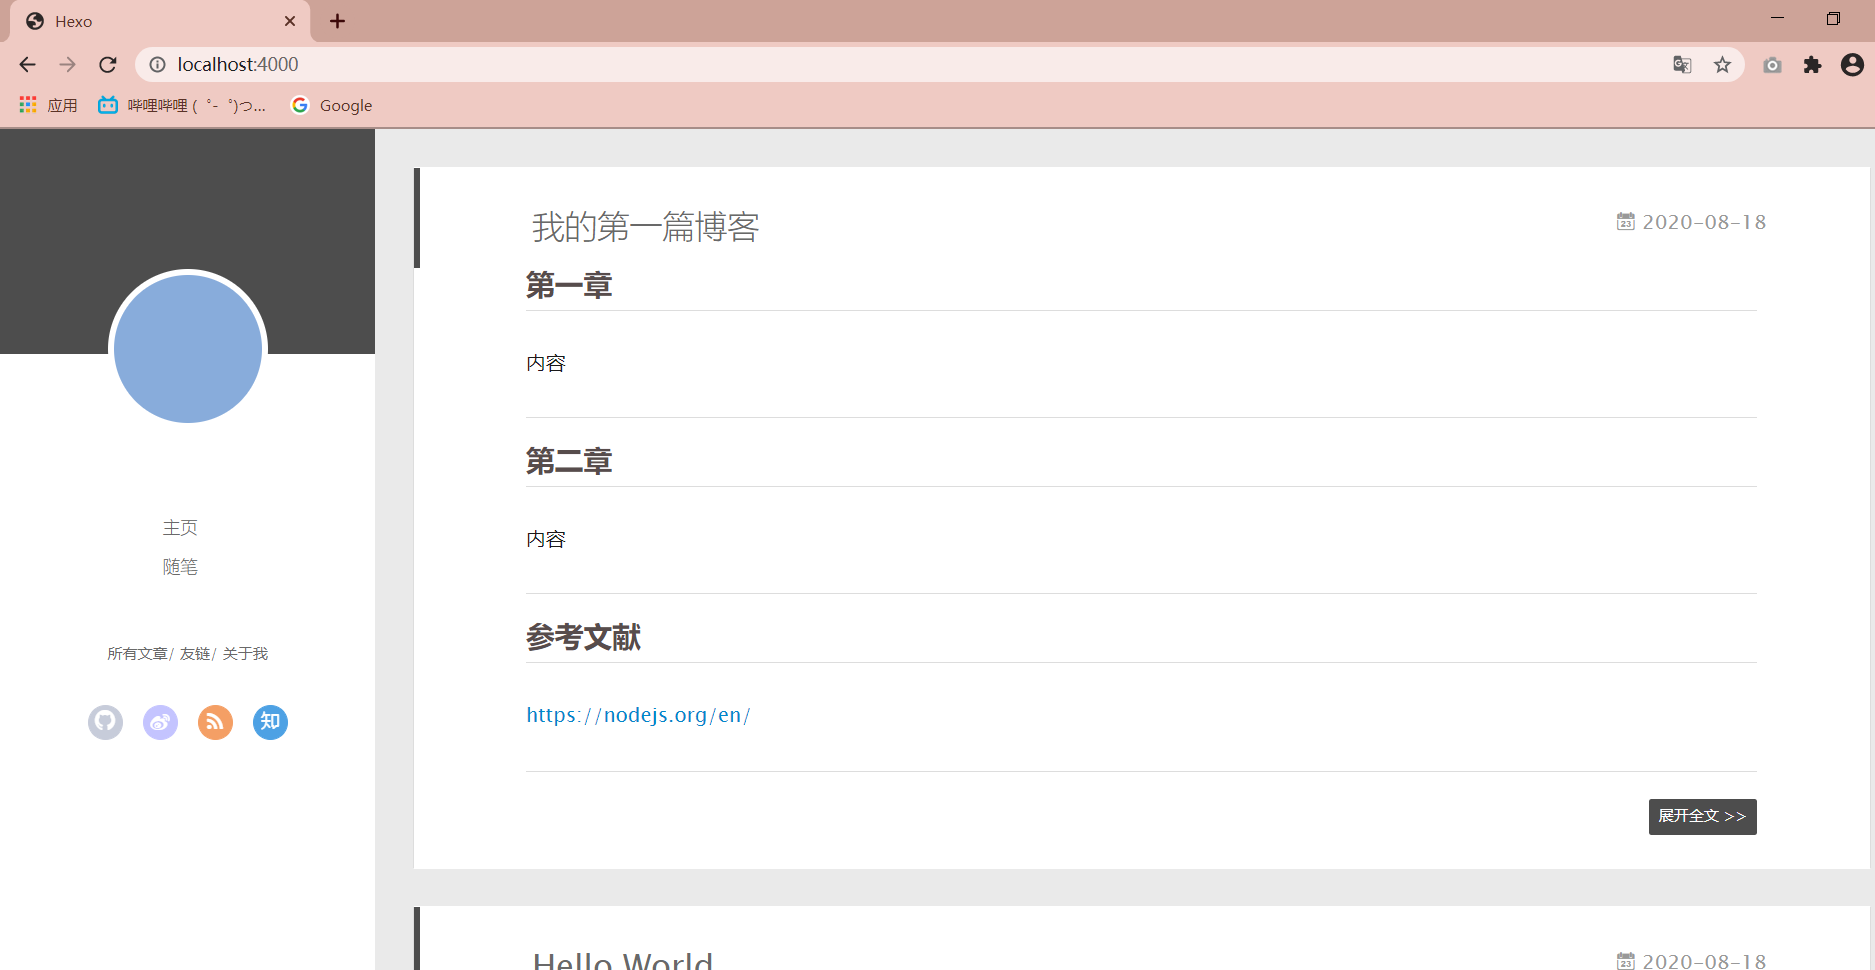 Hexo
localhost:4000
应用
哔哩哔哩 (゜-゜)つ...
Google
主页
随笔
所有文章/ 友链/ 关于我
知
我的第一篇博客
23 2020-08-18
第一章
内容
第二章
内容
参考文献
https://nodejs.org/en/
展开全文 >>
Hello World
23 2020-08-18